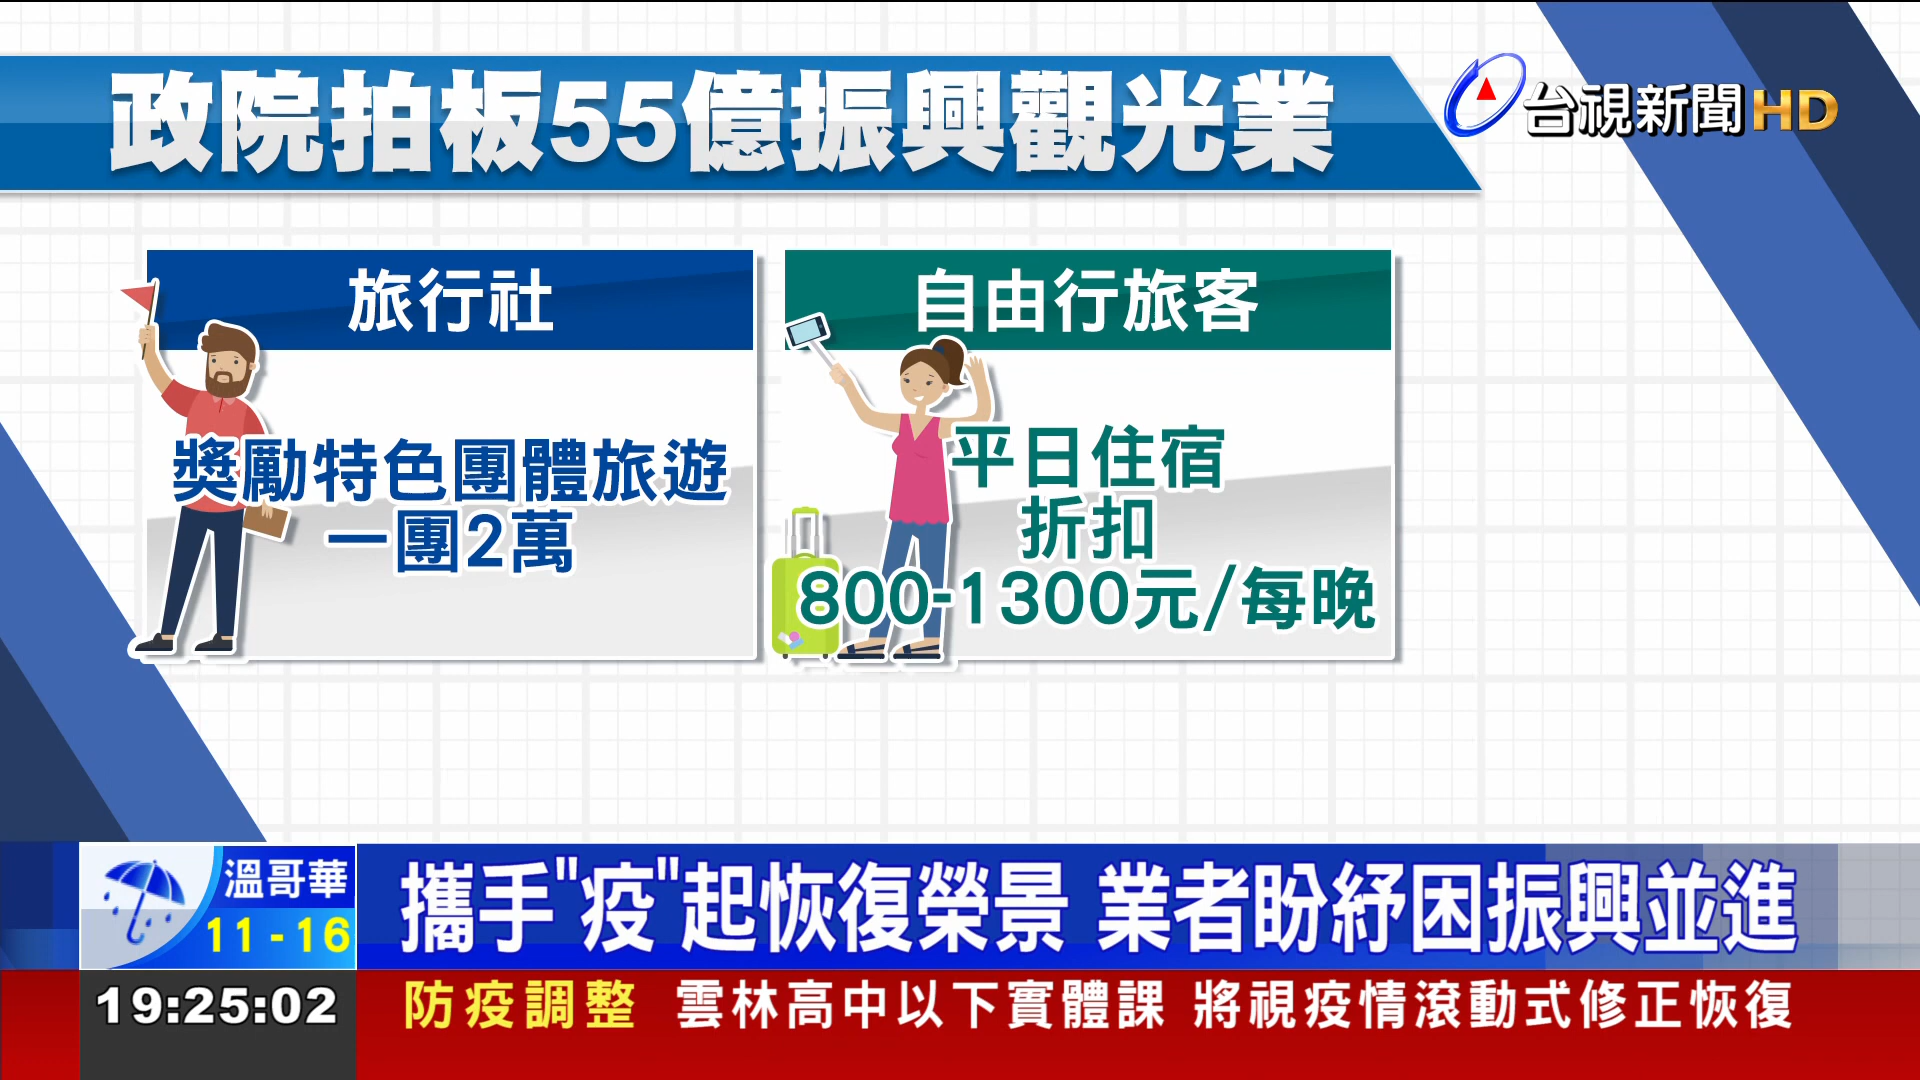 政院拍板55億振興觀光業
台視新聞HD
旅行社
獎勵特色團體旅遊
一團2萬
自由行旅客
平日住宿
折扣
800-1300元/每晚
溫哥華
11-16
攜手"疫"起恢復榮景 業者盼紓困振興並進
19:25:02
防疫調整 雲林高中以下實體課 將視疫情滾動式修正恢復